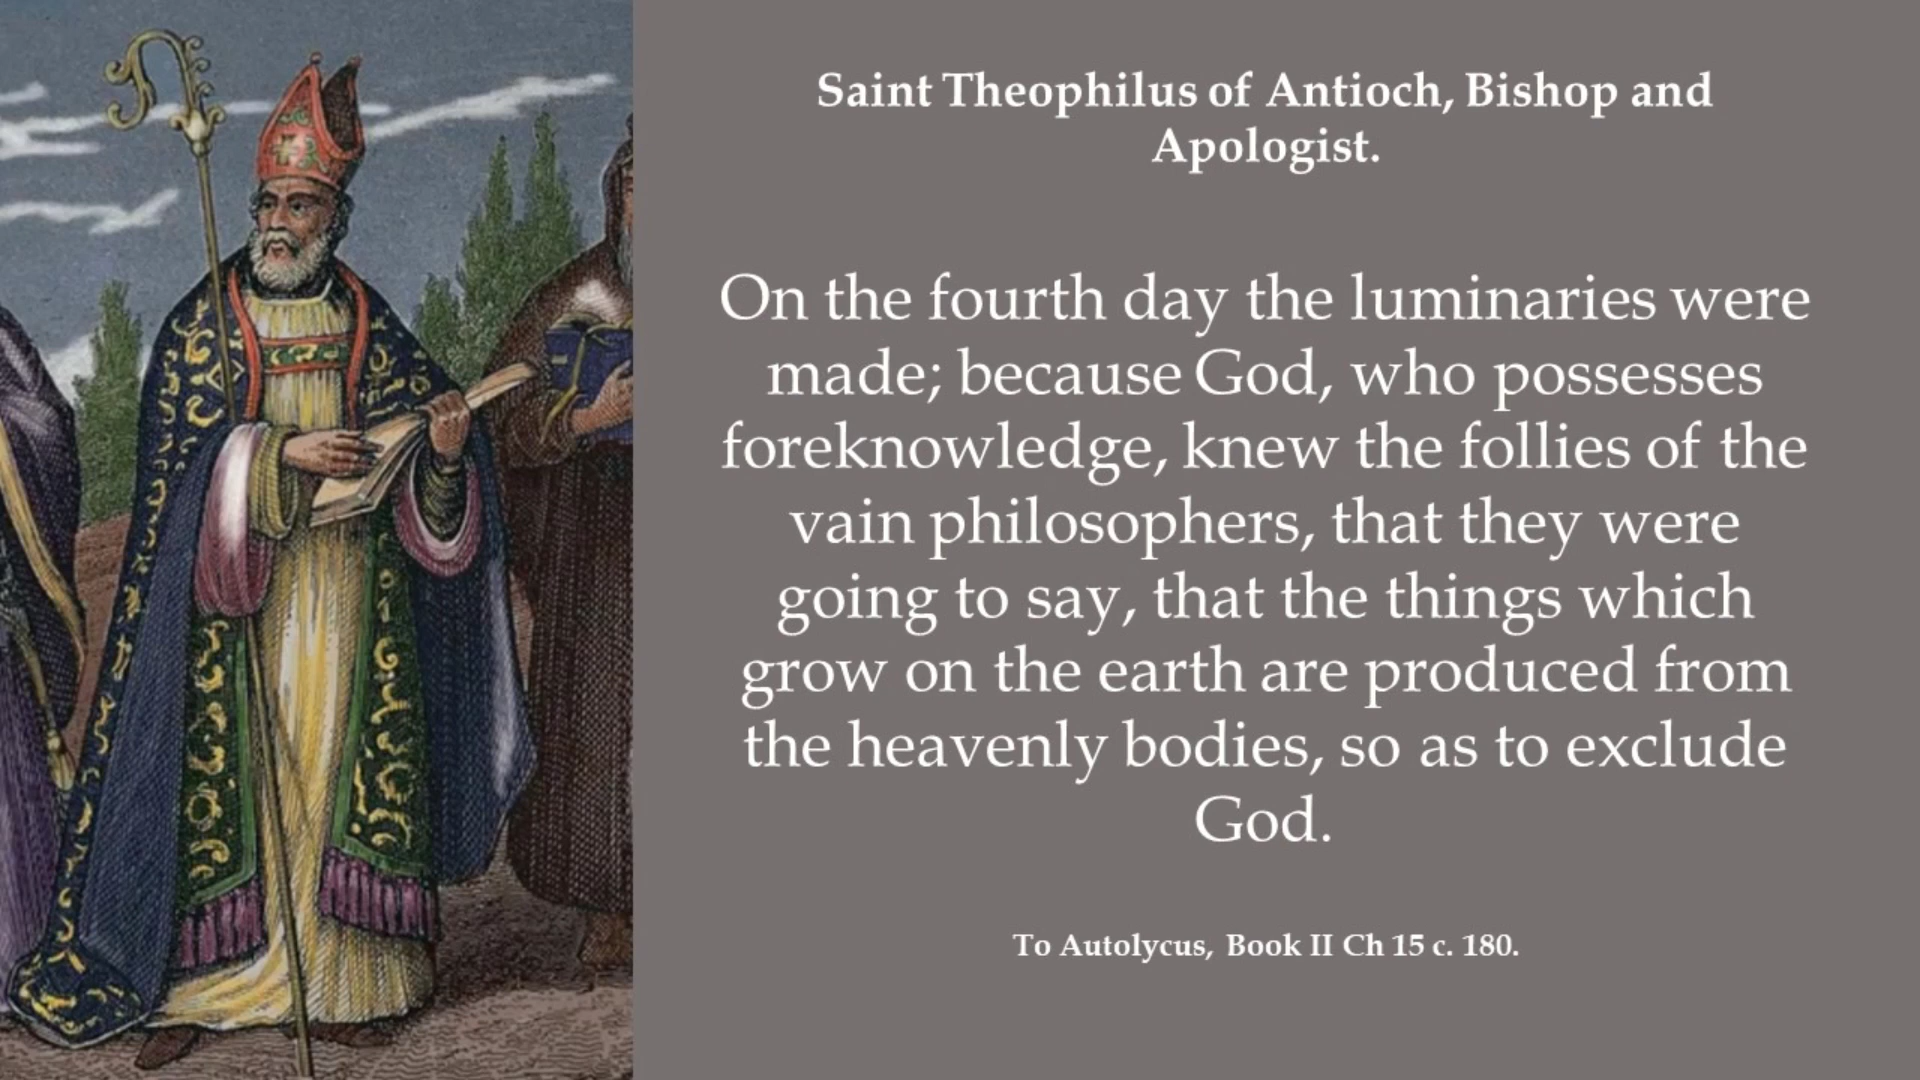 Saint Theophilus of Antioch, Bishop and
Apologist.
On the fourth day the luminaries were
made; because God, who possesses
foreknowledge, knew the follies of the
vain philosophers, that they were
going to say, that the things which
grow on the earth are produced from
the heavenly bodies, so as to exclude
God.
To Autolycus, Book II Ch 15 c. 180.